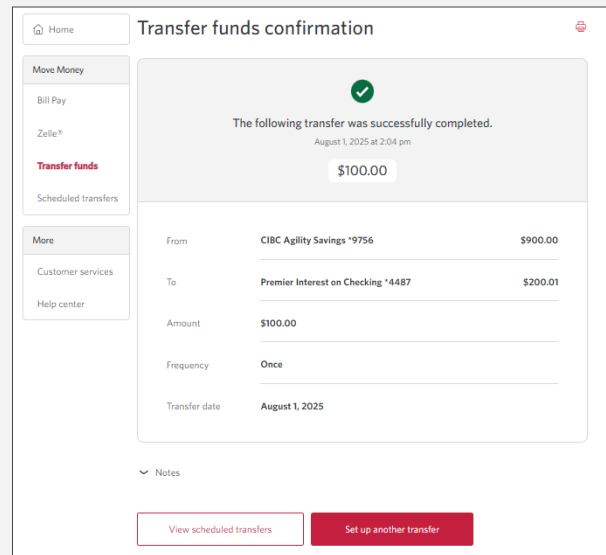 Home
Move Money
Bill Pay
Zelle®
Transfer funds
Scheduled transfers
More
Customer services
Help center
Transfer funds confirmation
The following transfer was successfully completed.
August 1, 2025 at 2:04 pm
$100.00
From CIBC Agility Savings *9756 $900.00
To Premier Interest on Checking *4487 $200.01
Amount $100.00
Frequency Once
Transfer date August 1, 2025
Notes
View scheduled transfers Set up another transfer